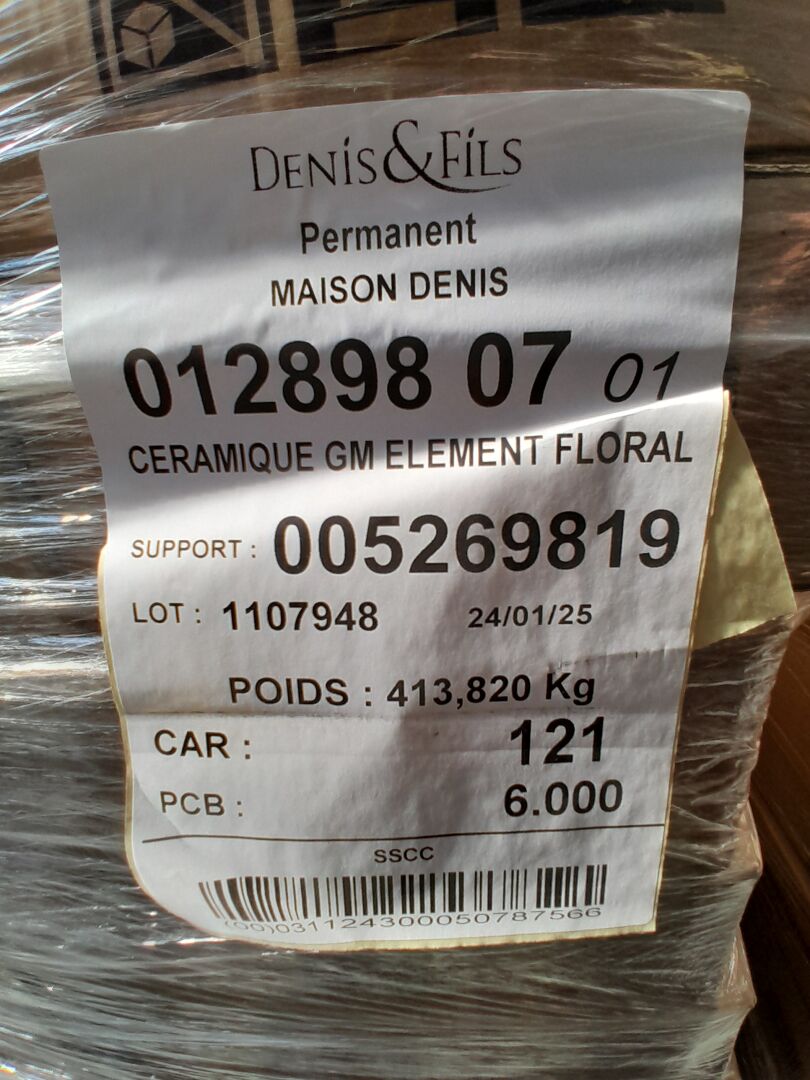 DENiS&FiLS
Permanent
MAISON DENIS
012898 07 01
CERAMIQUE GM ELEMENT FLORAL
SUPPORT : 005269819
LOT : 1107948 24/01/25
POIDS : 413,820 Kg
CAR : 121
PCB : 6.000
SSCC
(00)031124300050787566